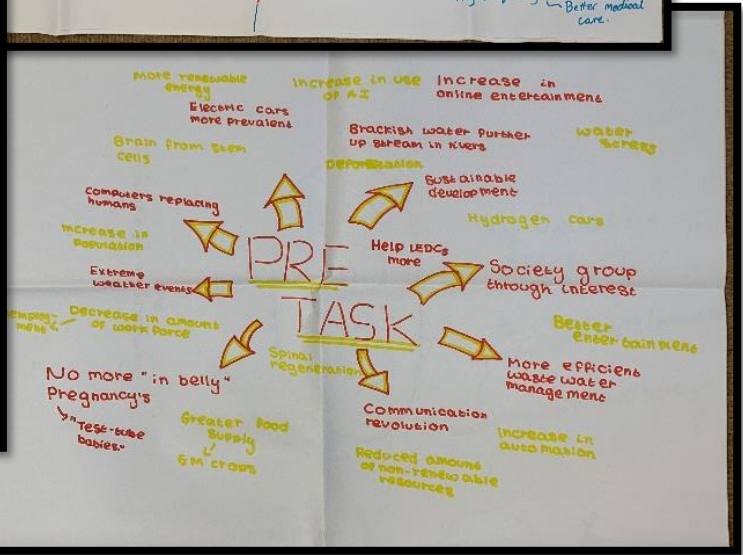 Better medical
care.
More renewable
energy
Increase in use
of AI
Increase in
online entertainment
Electric cars
more prevalent
Brain from stem
cells
Brackish water further
up stream in rivers
water
stress
Deforestation
Sustainable
development
Computers replacing
humans
Hydrogen cars
Increase in
population
PRE
TASK
Help LEDCs
more
Society group
through interest
Extreme
weather events
Decrease in amount
of work force
Better
entertainment
Spinal
regeneration
More efficient
waste water
management
No more "in belly"
Pregnancy's
"Test-tube
babies."
Greater food
supply
GM crops
Communication
revolution
Increase in
automation
Reduced amount
of non-renewable
resources